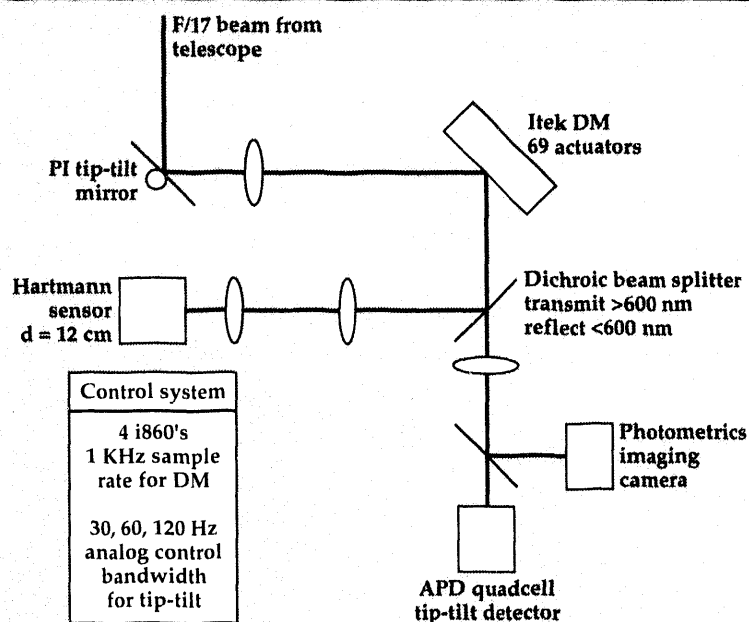 F/17 beam from
telescope
Itek DM
69 actuators
PI tip-tilt
mirror
Hartmann
sensor
d = 12 cm
Dichroic beam splitter
transmit >600 nm
reflect <600 nm
Control system
4 i860's
1 KHz sample
rate for DM
30, 60, 120 Hz
analog control
bandwidth
for tip-tilt
Photometrics
imaging
camera
APD quadcell
tip-tilt detector